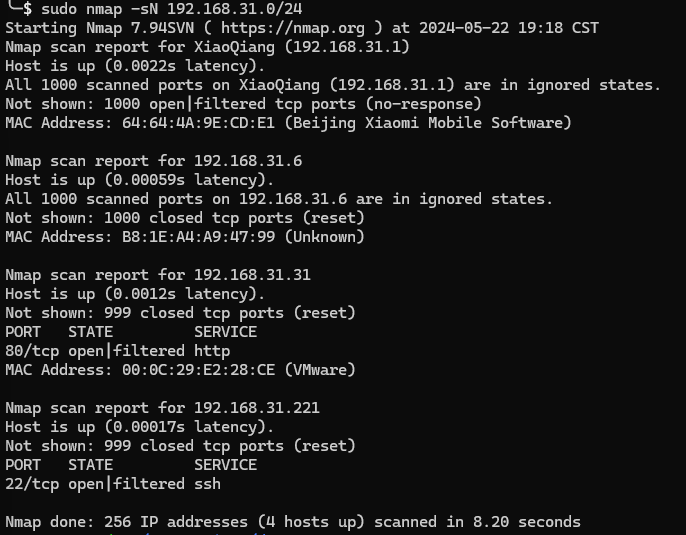 ╰─$ sudo nmap -sN 192.168.31.0/24
Starting Nmap 7.94SVN ( https://nmap.org ) at 2024-05-22 19:18 CST
Nmap scan report for XiaoQiang (192.168.31.1)
Host is up (0.0022s latency).
All 1000 scanned ports on XiaoQiang (192.168.31.1) are in ignored states.
Not shown: 1000 open|filtered tcp ports (no-response)
MAC Address: 64:64:4A:9E:CD:E1 (Beijing Xiaomi Mobile Software)
Nmap scan report for 192.168.31.6
Host is up (0.00059s latency).
All 1000 scanned ports on 192.168.31.6 are in ignored states.
Not shown: 1000 closed tcp ports (reset)
MAC Address: B8:1E:A4:A9:47:99 (Unknown)
Nmap scan report for 192.168.31.31
Host is up (0.0012s latency).
Not shown: 999 closed tcp ports (reset)
PORT   STATE         SERVICE
80/tcp open|filtered http
MAC Address: 00:0C:29:E2:28:CE (VMware)
Nmap scan report for 192.168.31.221
Host is up (0.00017s latency).
Not shown: 999 closed tcp ports (reset)
PORT   STATE         SERVICE
22/tcp open|filtered ssh
Nmap done: 256 IP addresses (4 hosts up) scanned in 8.20 seconds